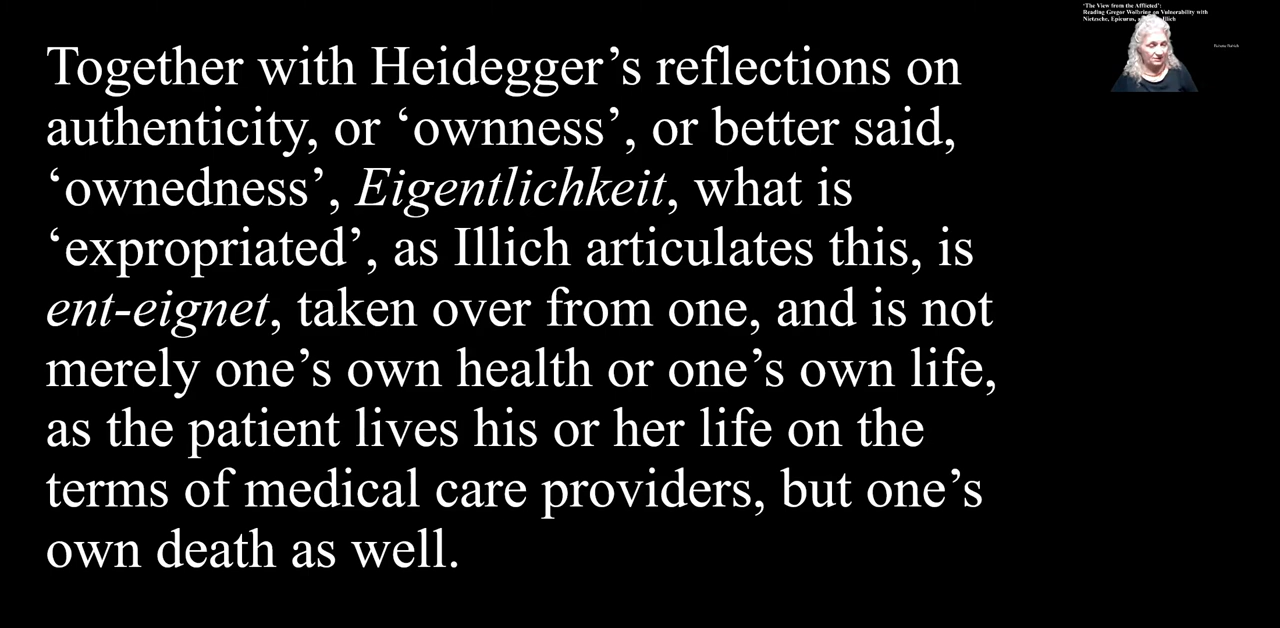 Together with Heidegger’s reflections on
authenticity, or ‘ownness’, or better said,
‘ownedness’, Eigentlichkeit, what is
‘expropriated’, as Illich articulates this, is
ent-eignet, taken over from one, and is not
merely one’s own health or one’s own life,
as the patient lives his or her life on the
terms of medical care providers, but one’s
own death as well.
‘The View from the Afflicted’:
Reading Gregor Wolbring on Vulnerability with
Nietzsche, Epicurus,